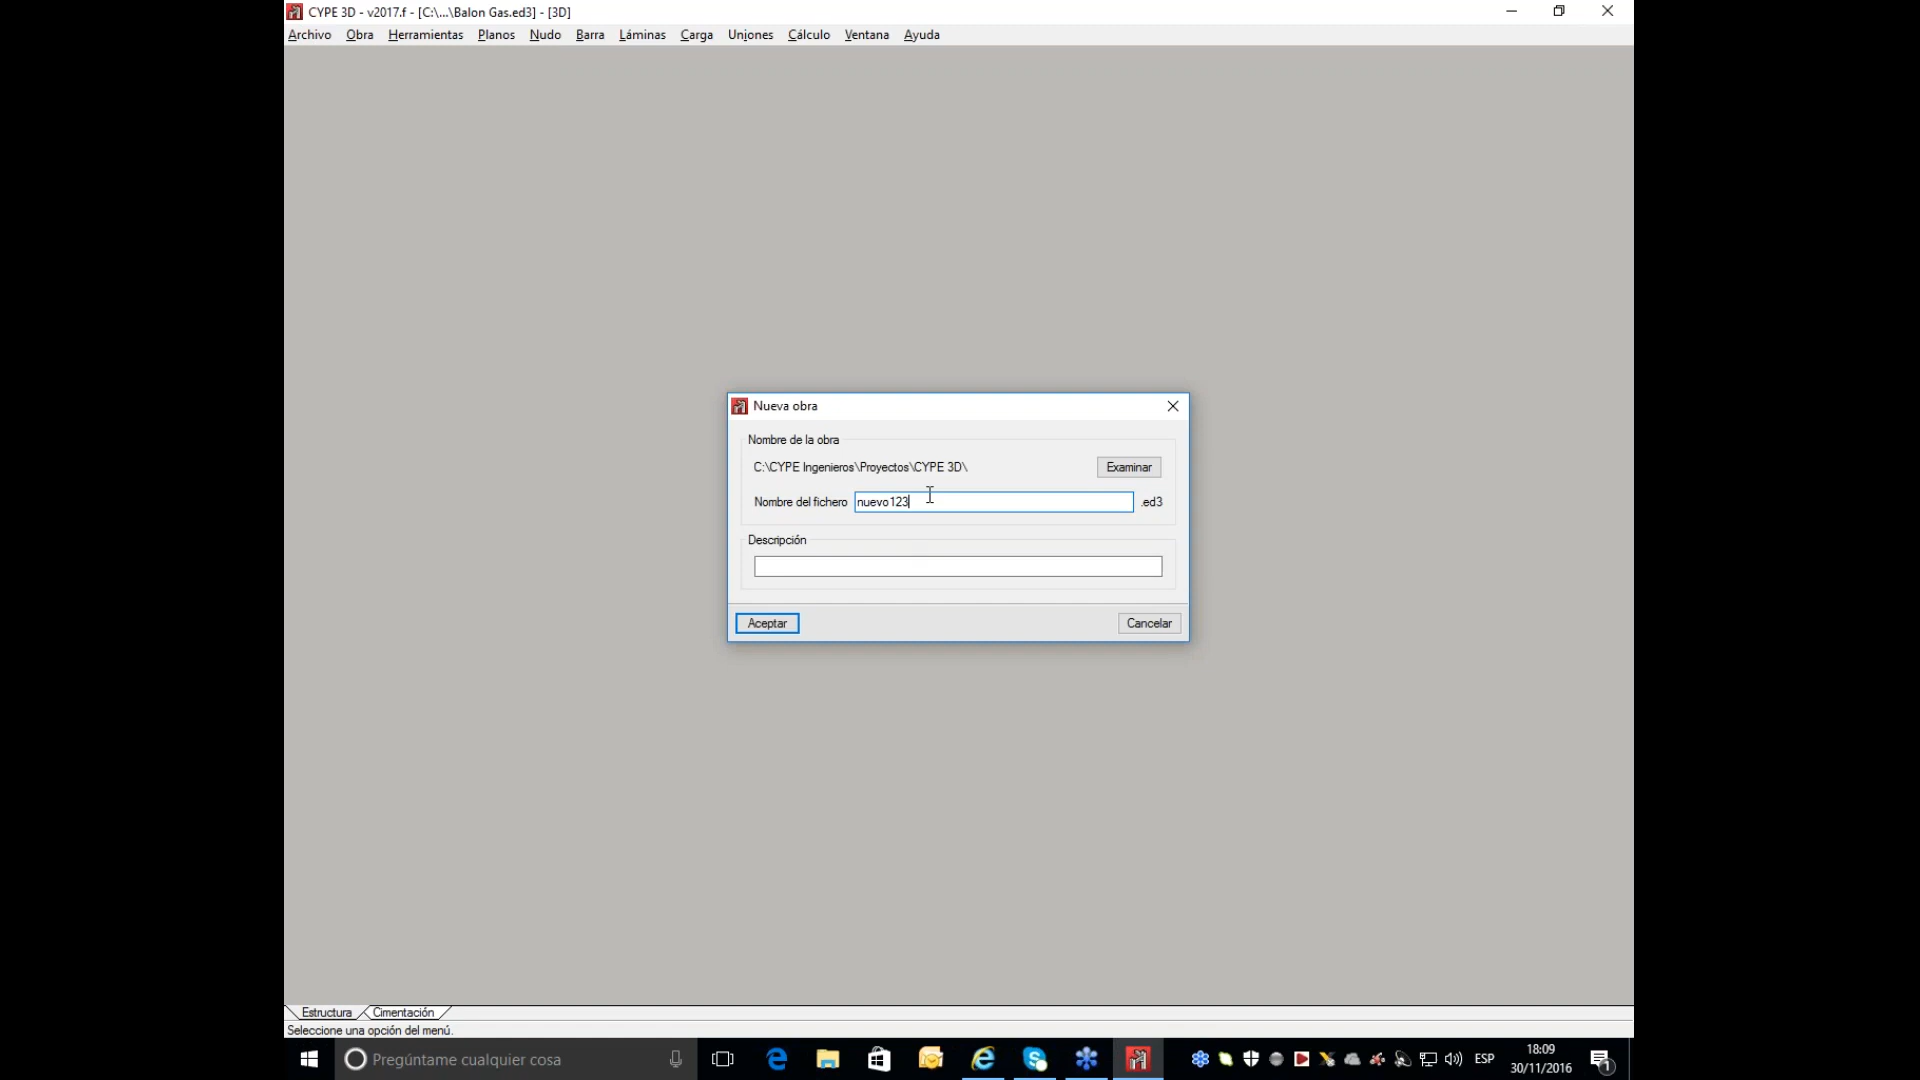 CYPE 3D - v2017.f - [C:\...\Balon Gas.ed3] - [3D]
Archivo Obra Herramientas Planos Nudo Barra Láminas Carga Uniones Cálculo Ventana Ayuda
Nueva obra
Nombre de la obra
C:\CYPE Ingenieros\Proyectos\CYPE 3D\ Examinar
Nombre del fichero nuevo123 .ed3
Descripción
Aceptar Cancelar
Estructura Cimentación
Seleccione una opción del menú.
Pregúntame cualquier cosa ESP 18:09
30/11/2016 1